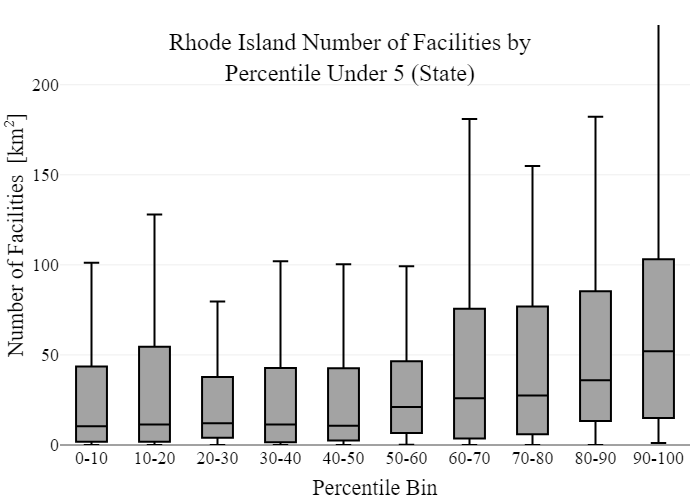 Rhode Island Number of Facilities by
Percentile Under 5 (State)
Number of Facilities [km²]
200
150
100
50
0
0-10 10-20 20-30 30-40 40-50 50-60 60-70 70-80 80-90 90-100
Percentile Bin